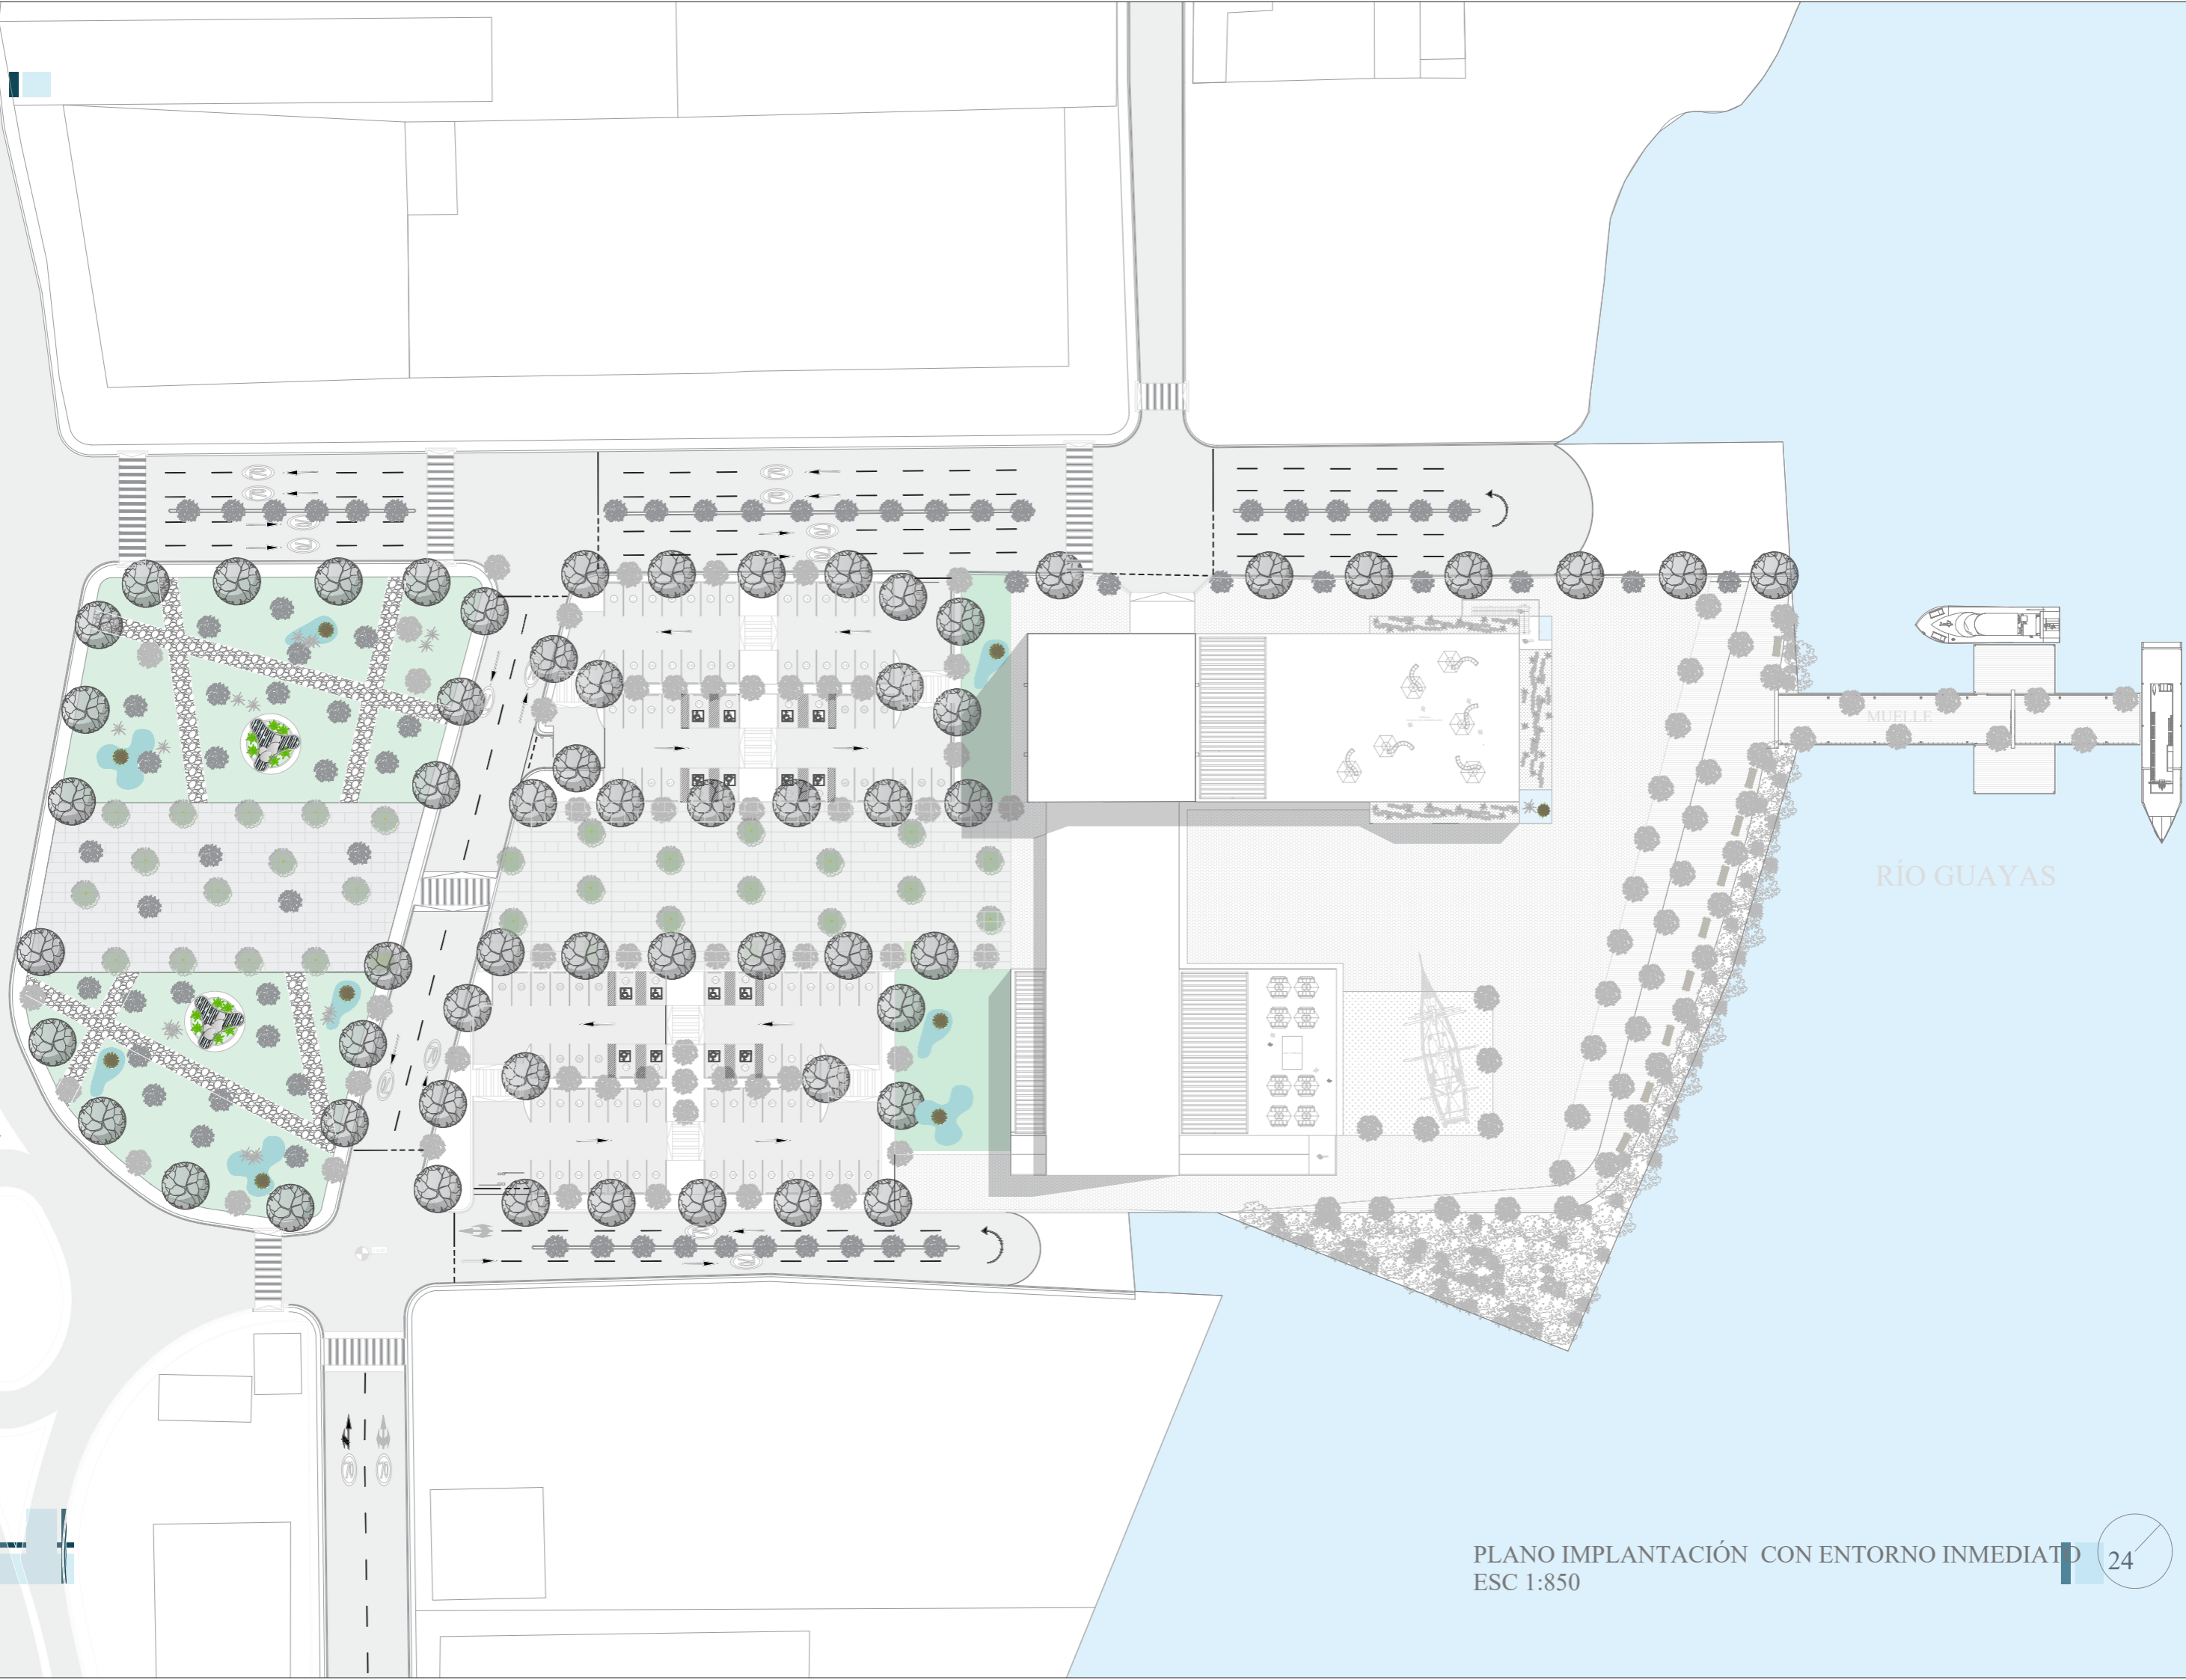 MUELLE
RÍO GUAYAS
PLANO IMPLANTACIÓN CON ENTORNO INMEDIATO
ESC 1:850
24